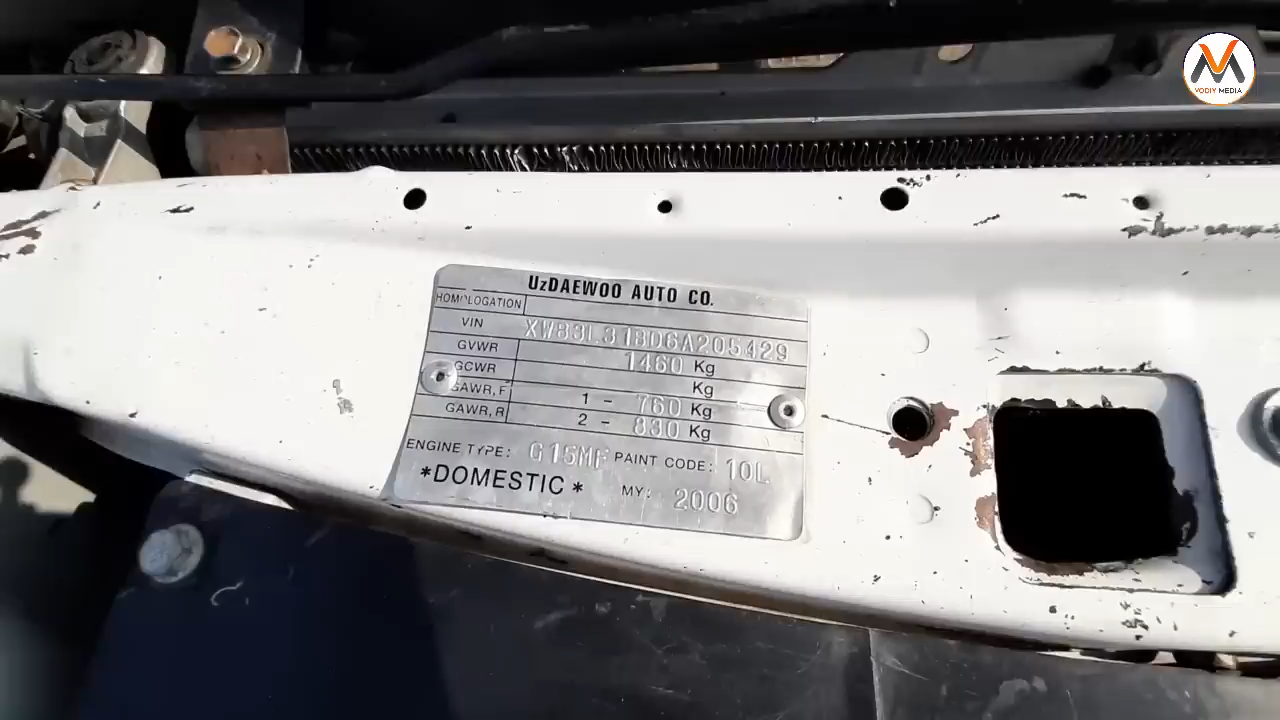 VODIY MEDIA
UzDAEWOO AUTO CO.
HOMOLOGATION
VIN XW83L318D6A205429
GVWR 1460 Kg
GCWR Kg
GAWR, F 1 - 760 Kg
GAWR, R 2 - 830 Kg
ENGINE TYPE: G15MF PAINT CODE: 10L
*DOMESTIC* MY: 2006